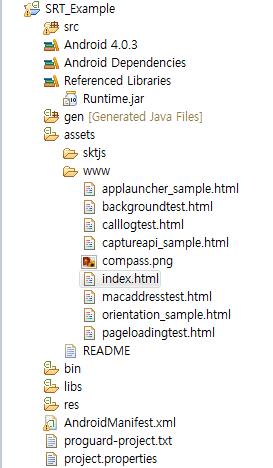 SRT_Example
src
Android 4.0.3
Android Dependencies
Referenced Libraries
Runtime.jar
gen [Generated Java Files]
assets
sktjs
www
applauncher_sample.html
backgroundtest.html
calllogtest.html
captureapi_sample.html
compass.png
index.html
macaddresstest.html
orientation_sample.html
pageloadingtest.html
README
bin
libs
res
AndroidManifest.xml
proguard-project.txt
project.properties